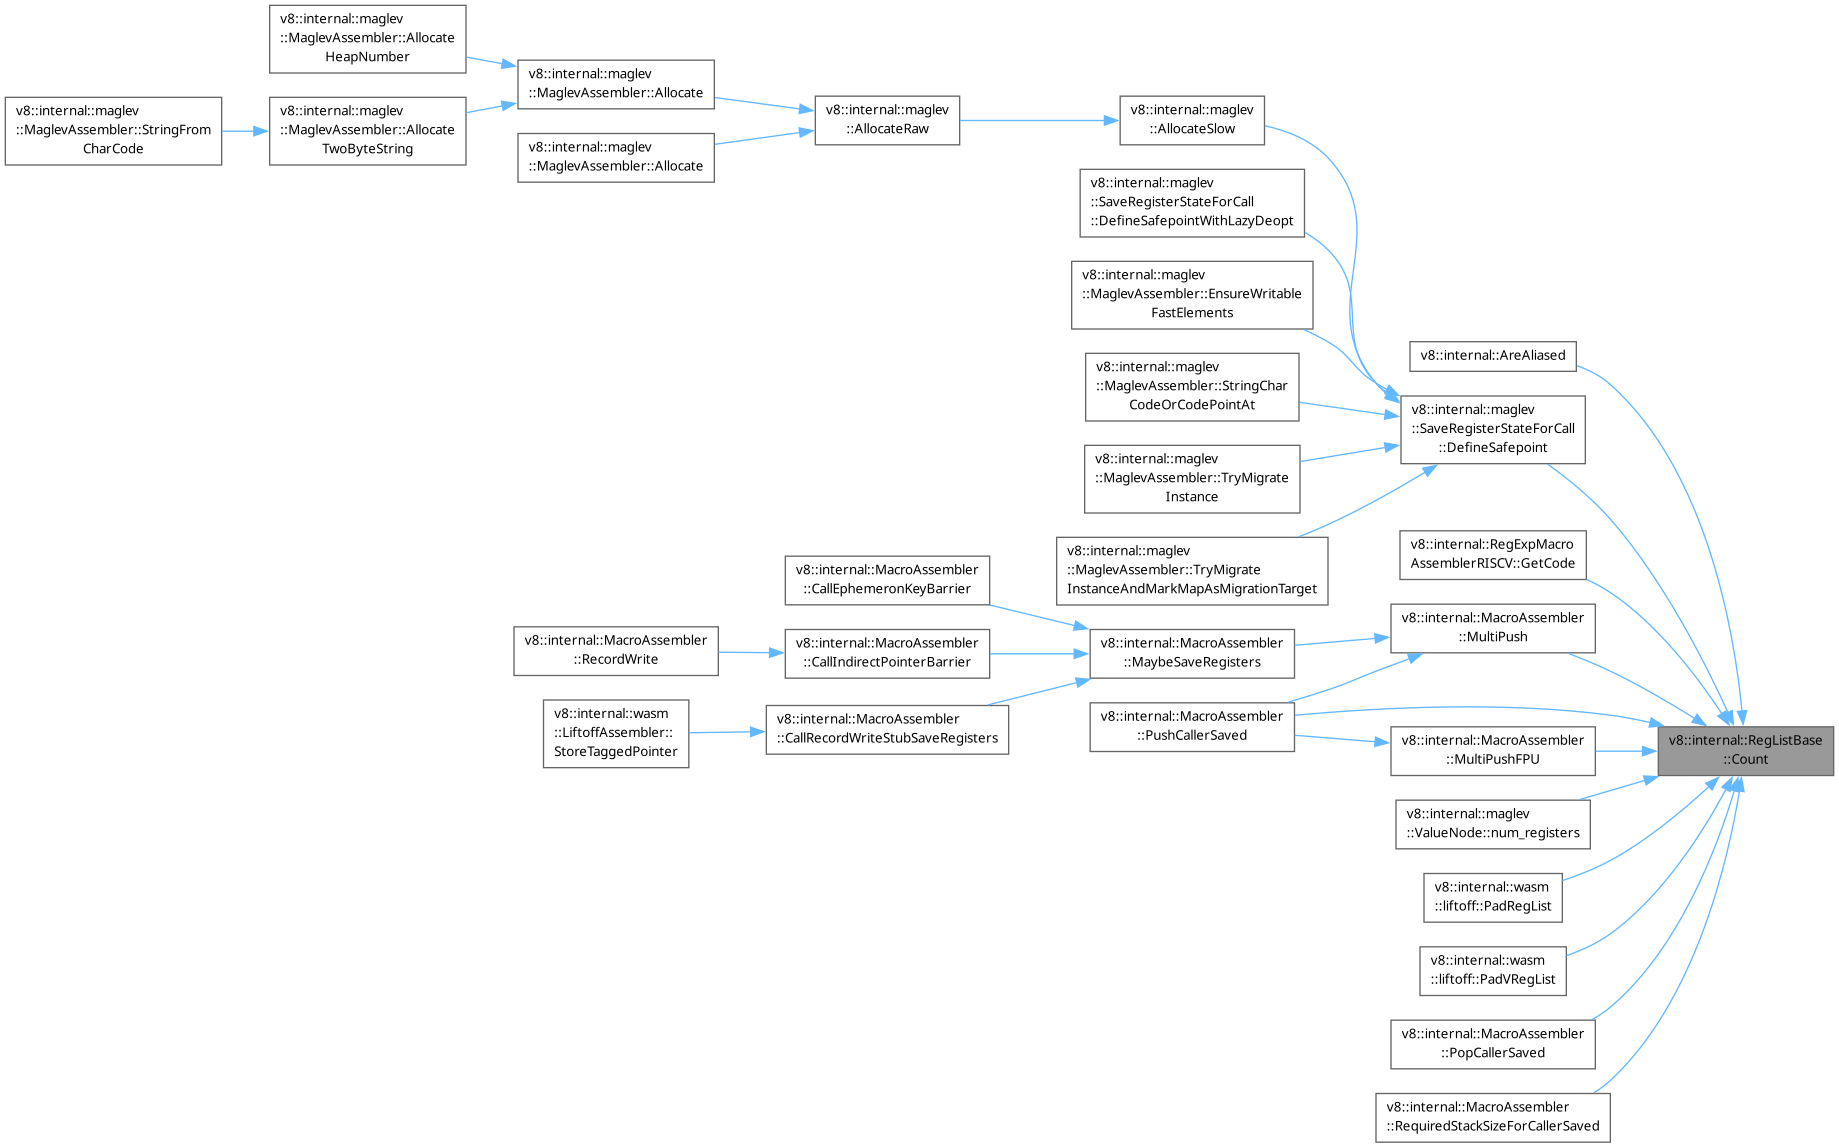 v8::internal::maglev
::MaglevAssembler::Allocate
HeapNumber
v8::internal::maglev
::MaglevAssembler::StringFrom
CharCode
v8::internal::maglev
::MaglevAssembler::Allocate
TwoByteString
v8::internal::maglev
::MaglevAssembler::Allocate
v8::internal::maglev
::MaglevAssembler::Allocate
v8::internal::maglev
::AllocateRaw
v8::internal::maglev
::AllocateSlow
v8::internal::maglev
::SaveRegisterStateForCall
::DefineSafepointWithLazyDeopt
v8::internal::maglev
::MaglevAssembler::EnsureWritable
FastElements
v8::internal::maglev
::MaglevAssembler::StringChar
CodeOrCodePointAt
v8::internal::maglev
::MaglevAssembler::TryMigrate
Instance
v8::internal::maglev
::MaglevAssembler::TryMigrate
InstanceAndMarkMapAsMigrationTarget
v8::internal::AreAliased
v8::internal::maglev
::SaveRegisterStateForCall
::DefineSafepoint
v8::internal::RegExpMacro
AssemblerRISCV::GetCode
v8::internal::MacroAssembler
::CallEphemeronKeyBarrier
v8::internal::MacroAssembler
::RecordWrite
v8::internal::MacroAssembler
::CallIndirectPointerBarrier
v8::internal::MacroAssembler
::MaybeSaveRegisters
v8::internal::MacroAssembler
::MultiPush
v8::internal::wasm
::LiftoffAssembler::
StoreTaggedPointer
v8::internal::MacroAssembler
::CallRecordWriteStubSaveRegisters
v8::internal::MacroAssembler
::PushCallerSaved
v8::internal::MacroAssembler
::MultiPushFPU
v8::internal::RegListBase
::Count
v8::internal::maglev
::ValueNode::num_registers
v8::internal::wasm
::liftoff::PadRegList
v8::internal::wasm
::liftoff::PadVRegList
v8::internal::MacroAssembler
::PopCallerSaved
v8::internal::MacroAssembler
::RequiredStackSizeForCallerSaved